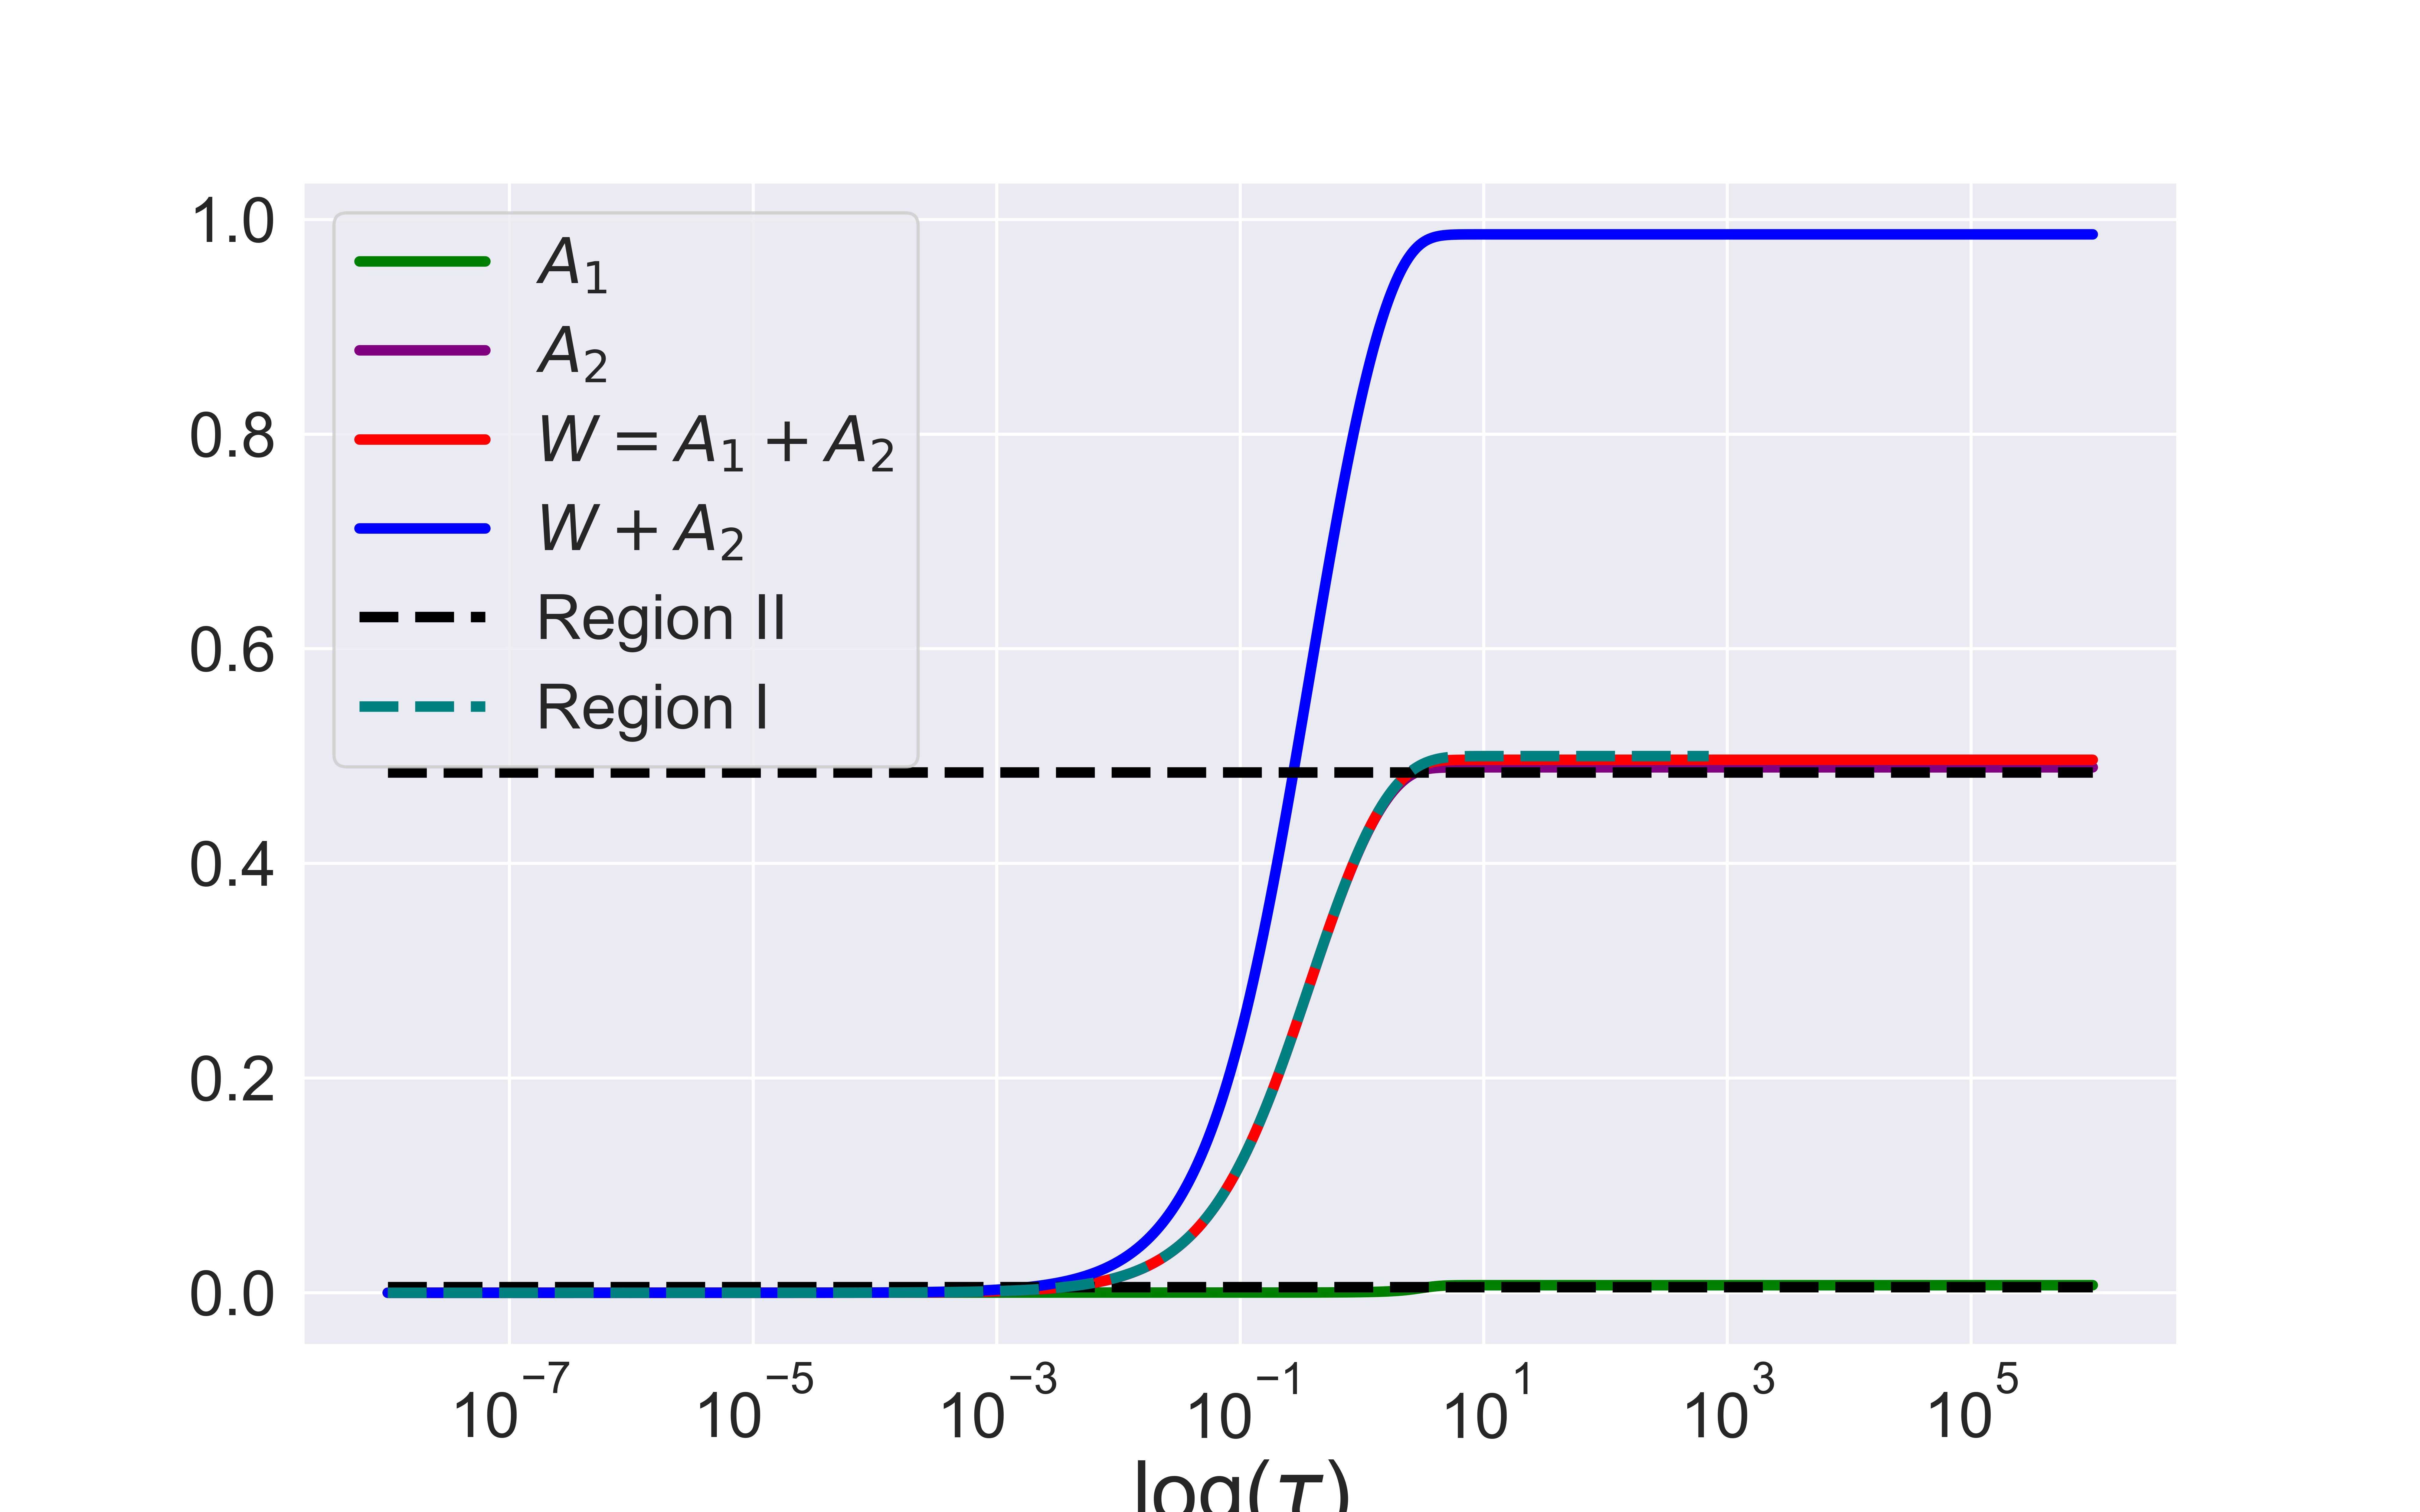 1.0
0.8
0.6
0.4
0.2
0.0
A₁
A₂
W = A₁ + A₂
W + A₂
Region II
Region I
10⁻⁷ 10⁻⁵ 10⁻³ 10⁻¹ 10¹ 10³ 10⁵
log(τ)